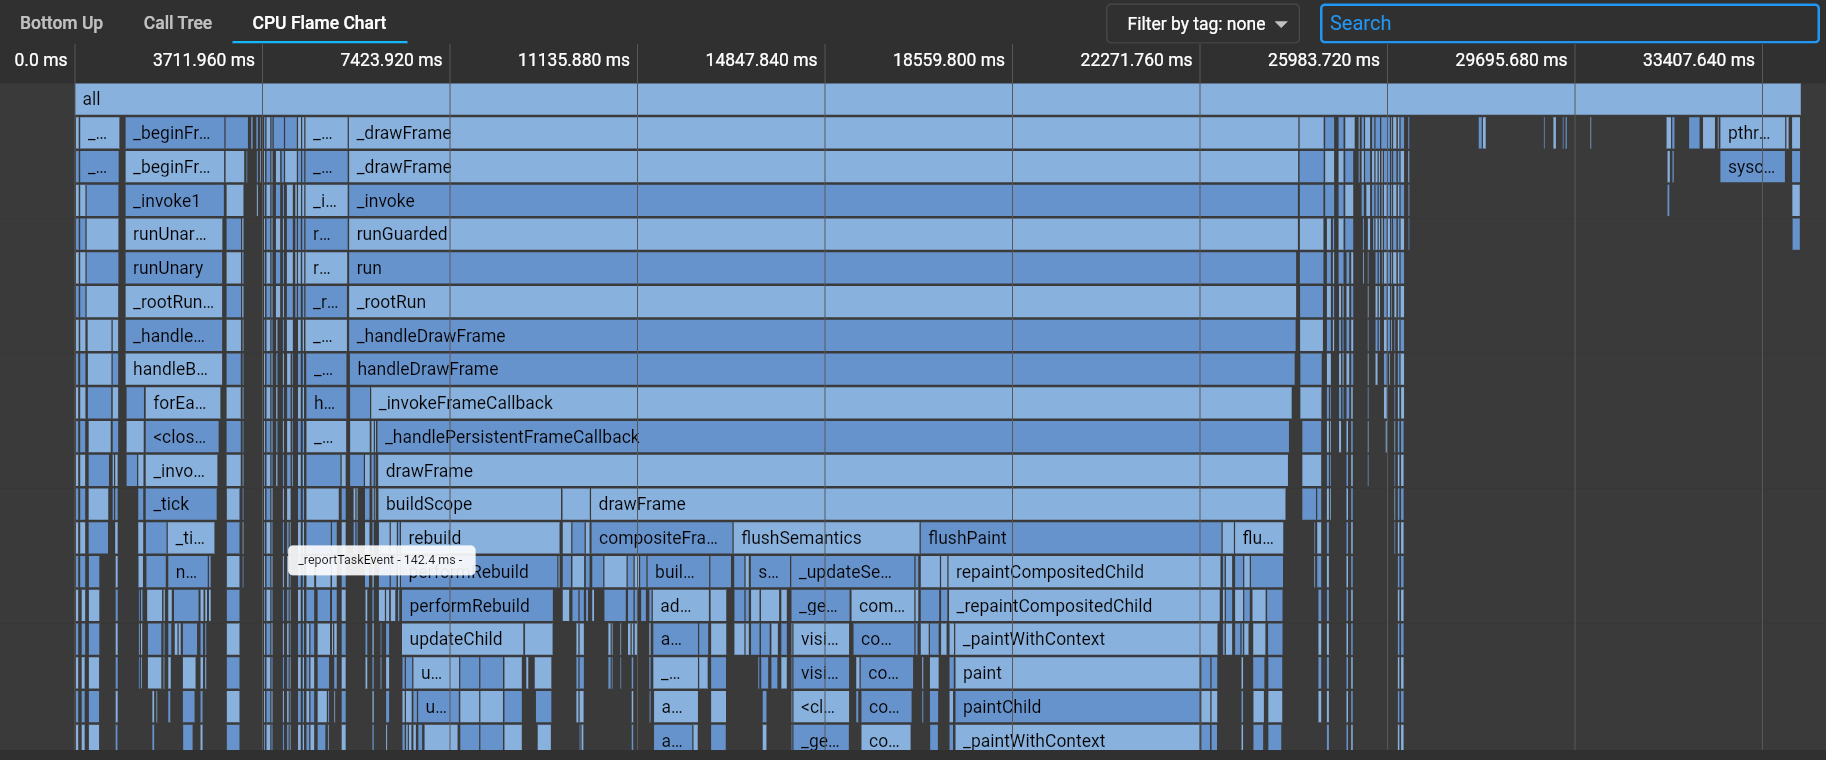 Bottom Up Call Tree CPU Flame Chart Filter by tag: none Search
0.0 ms 3711.960 ms 7423.920 ms 11135.880 ms 14847.840 ms 18559.800 ms 22271.760 ms 25983.720 ms 29695.680 ms 33407.640 ms
all
_... _beginFr... _... _drawFrame pthr...
_... _beginFr... _... _drawFrame sysc...
_invoke1 _i... _invoke
runUnar... r... runGuarded
runUnary r... run
_rootRun... _r... _rootRun
_handle... _... _handleDrawFrame
handleB... _... handleDrawFrame
forEa... h... _invokeFrameCallback
<clos... _... _handlePersistentFrameCallback
_invo... drawFrame
_tick buildScope drawFrame
_ti... rebuild compositeFra... flushSemantics flushPaint flu...
_reportTaskEvent - 142.4 ms -
n... performRebuild buil... s... _updateSe... repaintCompositedChild
performRebuild ad... _ge... com... _repaintCompositedChild
updateChild a... visi... co... _paintWithContext
u... _... visi... co... paint
u... a... <cl... co... paintChild
a... _ge... co... _paintWithContext